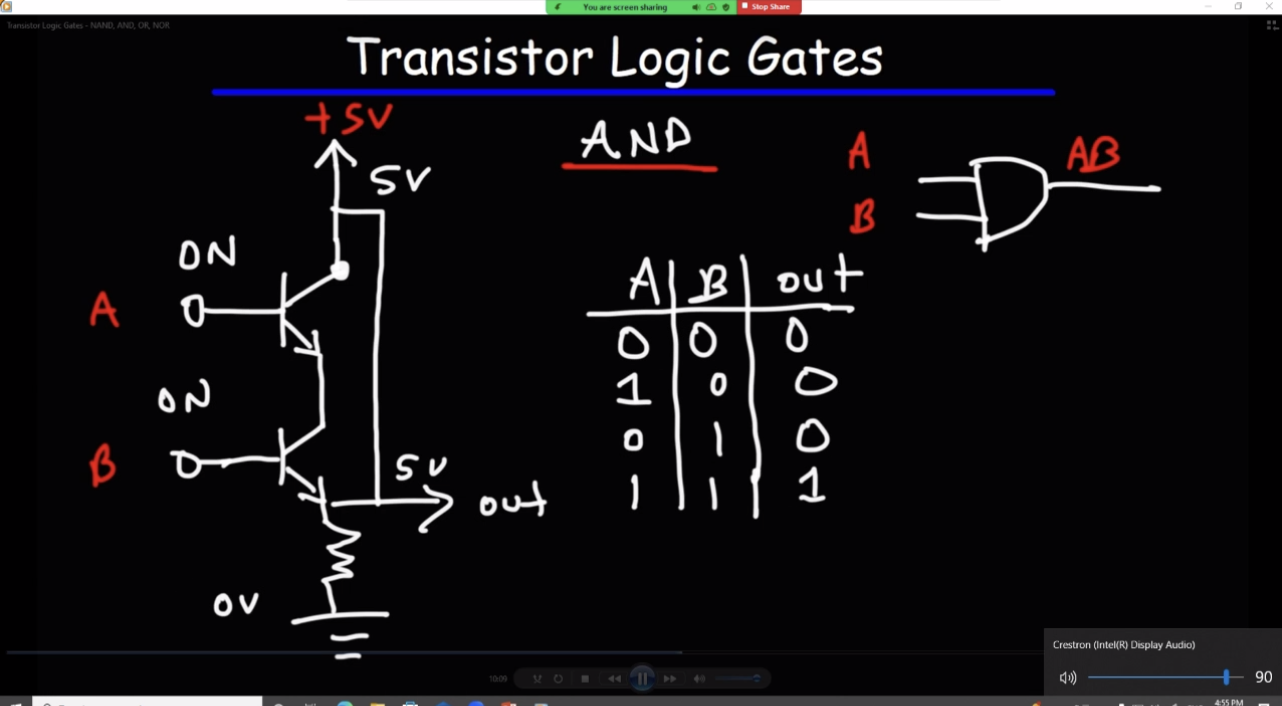 You are screen sharing
Stop Share
Transistor Logic Gates - NAND, AND, OR, NOR
Transistor Logic Gates
+5V
AND
A
AB
B
5V
ON
A
A B out
0 0 0
1 0 0
0 1 0
1 1 1
ON
B
5V
out
0V
Crestron (Intel(R) Display Audio)
90
10:09
4:55 PM